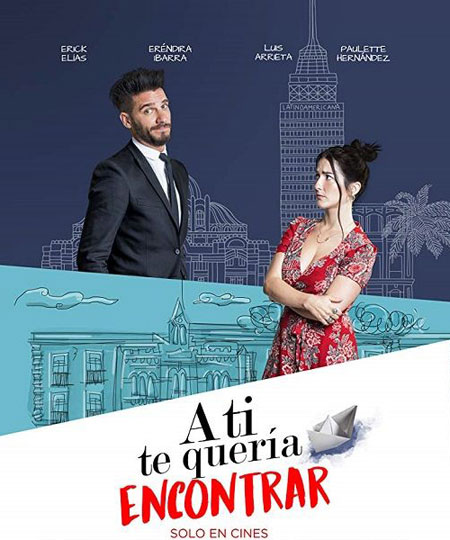 ERICK ELÍAS
ERÉNDIRA IBARRA
LUIS ARRIETA
PAULETTE HERNÁNDEZ
LATINOAMERICANA
A ti
te quería
ENCONTRAR
SOLO EN CINES